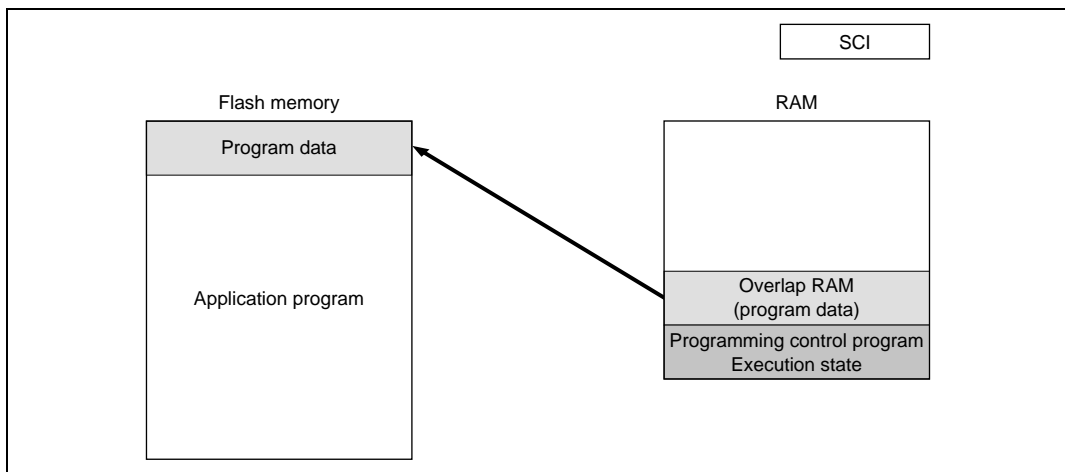 SCI
Flash memory
RAM
Program data
Application program
Overlap RAM
(program data)
Programming control program
Execution state